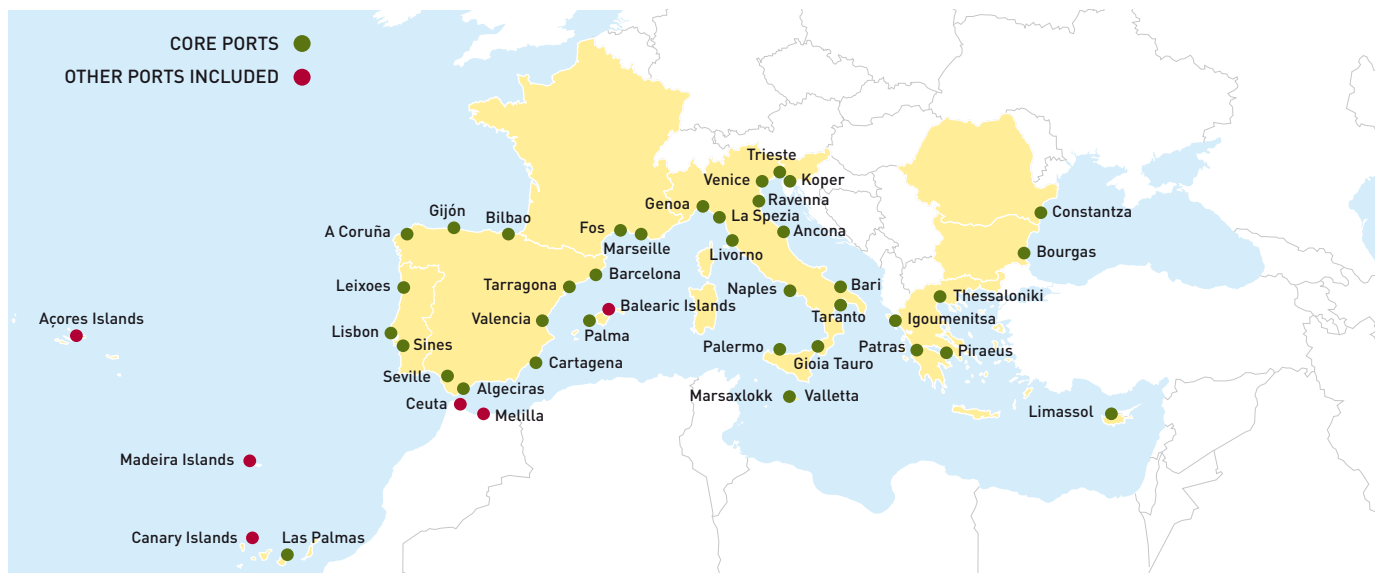 CORE PORTS
OTHER PORTS INCLUDED
Trieste
Venice
Koper
Ravenna
Genoa
La Spezia
Constantza
Gijón
Bilbao
Fos
Ancona
A Coruña
Marseille
Livorno
Bourgas
Barcelona
Leixoes
Tarragona
Naples
Bari
Thessaloniki
Balearic Islands
Açores Islands
Valencia
Taranto
Igoumenitsa
Lisbon
Palma
Sines
Palermo
Patras
Piraeus
Cartagena
Gioia Tauro
Seville
Algeciras
Marsaxlokk
Valletta
Ceuta
Melilla
Limassol
Madeira Islands
Canary Islands
Las Palmas